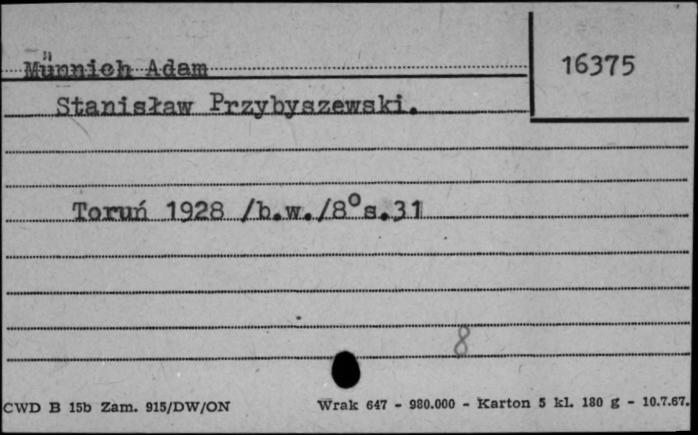 Münnich Adam
16375
Stanisław Przybyszewski.
Toruń 1928 /b.w./8° s.31
8
CWD B 15b Zam. 915/DW/ON Wrak 647 - 980.000 - Karton 5 kl. 180 g - 10.7.67.